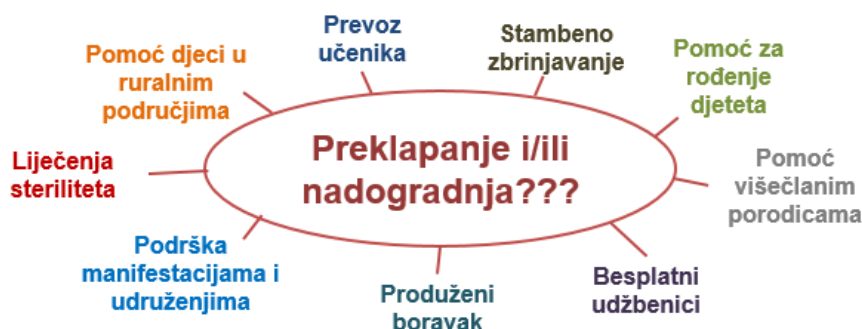 Prevoz
učenika
Stambeno
zbrinjavanje
Pomoć za
rođenje
djeteta
Pomoć djeci u
ruralnim
područjima
Preklapanje i/ili
nadogradnja???
Liječenja
steriliteta
Pomoć
višečlanim
porodicama
Podrška
manifestacijama i
udruženjima
Produženi
boravak
Besplatni
udžbenici